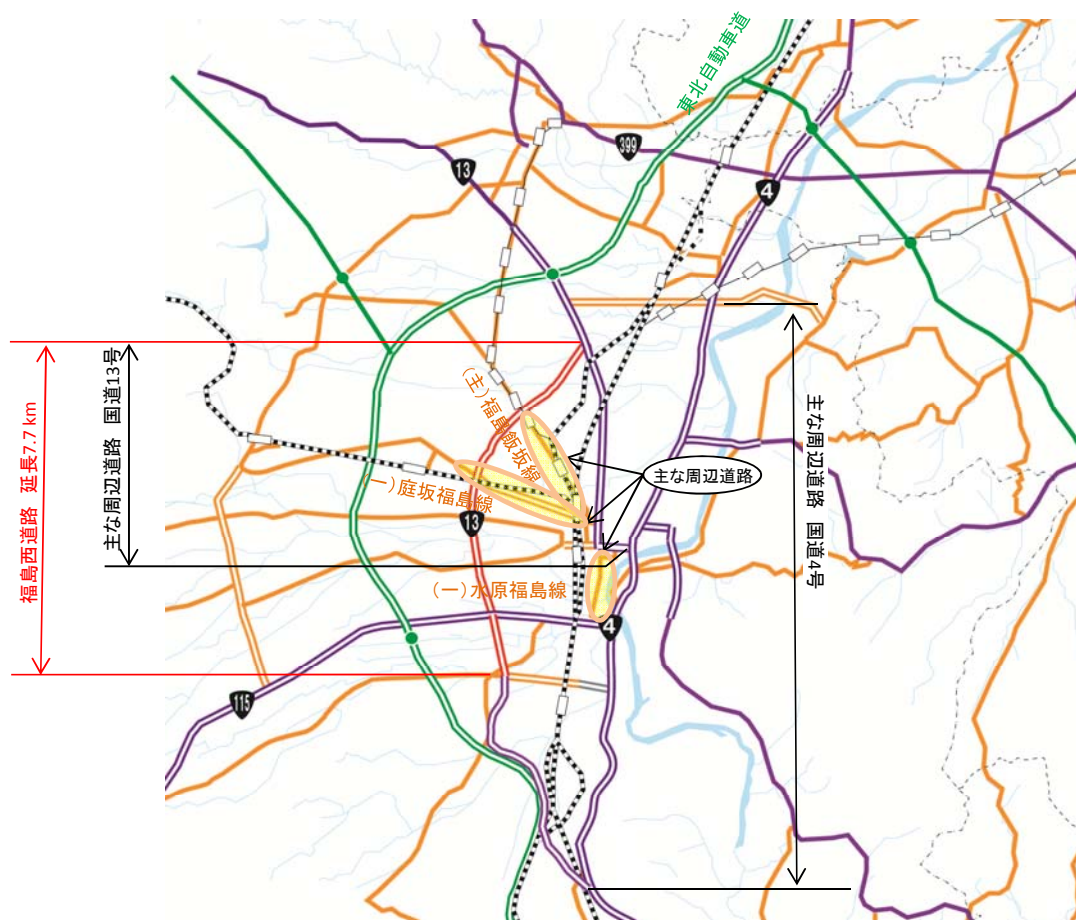 東北自動車道
399
13
4
福島西道路 延長7.7km
主な周辺道路 国道13号
(主)福島飯坂線
主な周辺道路
一)庭坂福島線
13
主な周辺道路 国道4号
(一)水原福島線
4
115